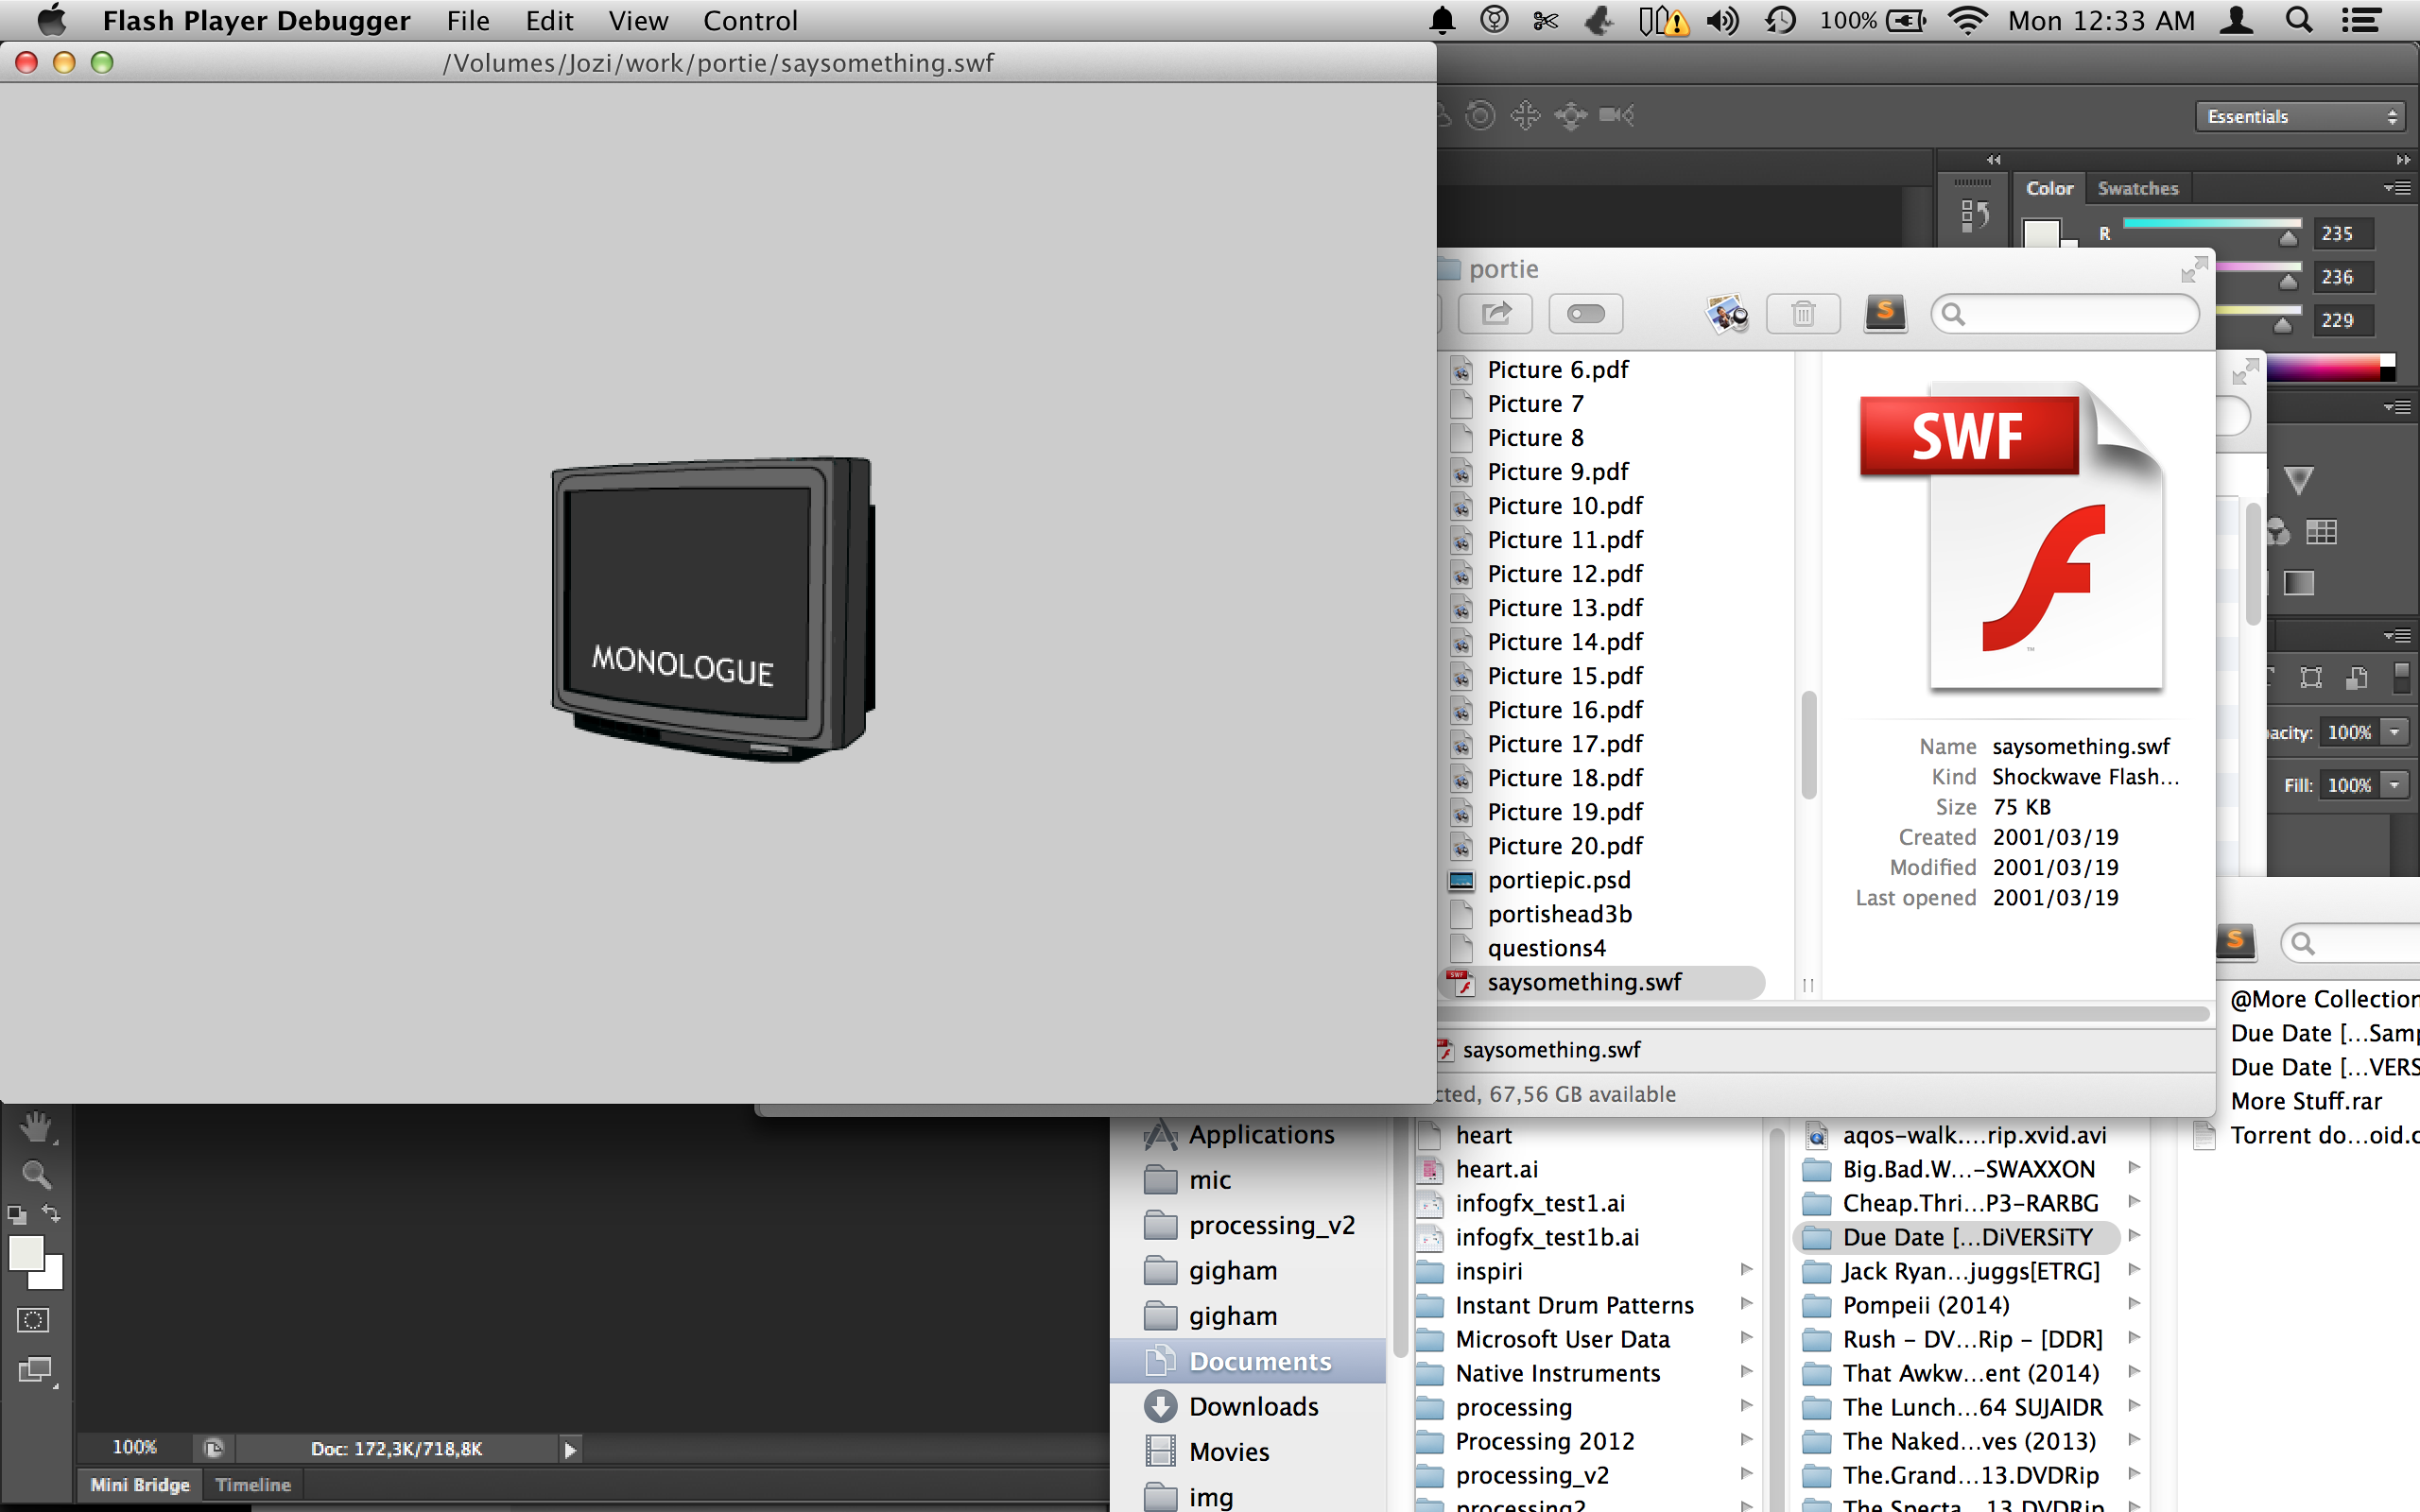 Flash Player Debugger File Edit View Control 100% Mon 12:33 AM
/Volumes/Jozi/work/portie/saysomething.swf
MONOLOGUE
Essentials
Color Swatches
R 235
236
229
portie
S
Picture 6.pdf
Picture 7
Picture 8
Picture 9.pdf
Picture 10.pdf
Picture 11.pdf
Picture 12.pdf
Picture 13.pdf
Picture 14.pdf
Picture 15.pdf
Picture 16.pdf
Picture 17.pdf
Picture 18.pdf
Picture 19.pdf
Picture 20.pdf
portiepic.psd
portishead3b
questions4
saysomething.swf
SWF
TM
Name saysomething.swf
Kind Shockwave Flash...
Size 75 KB
Created 2001/03/19
Modified 2001/03/19
Last opened 2001/03/19
saysomething.swf
cted, 67,56 GB available
acity: 100%
Fill: 100%
S
@More Collection
Due Date [...Samp
Due Date [...VERS
More Stuff.rar
Torrent do...oid.c
Applications
mic
processing_v2
gigham
gigham
Documents
Downloads
Movies
img
heart
heart.ai
infogfx_test1.ai
infogfx_test1b.ai
inspiri
Instant Drum Patterns
Microsoft User Data
Native Instruments
processing
Processing 2012
processing_v2
processing2
aqos-walk....rip.xvid.avi
Big.Bad.W...-SWAXXON
Cheap.Thri...P3-RARBG
Due Date [...DiVERSiTY
Jack Ryan...juggs[ETRG]
Pompeii (2014)
Rush - DV...Rip - [DDR]
That Awkw...ent (2014)
The Lunch...64 SUJAIDR
The Naked...ves (2013)
The.Grand...13.DVDRip
The.Specta...13.DVDRip
100% Doc: 172,3K/718,8K
Mini Bridge Timeline